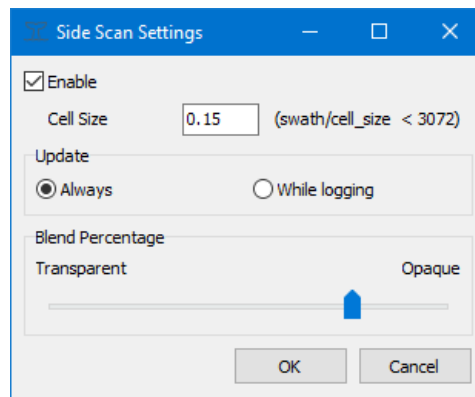 Side Scan Settings
Enable
Cell Size 0.15 (swath/cell_size < 3072)
Update
Always While logging
Blend Percentage
Transparent Opaque
OK Cancel